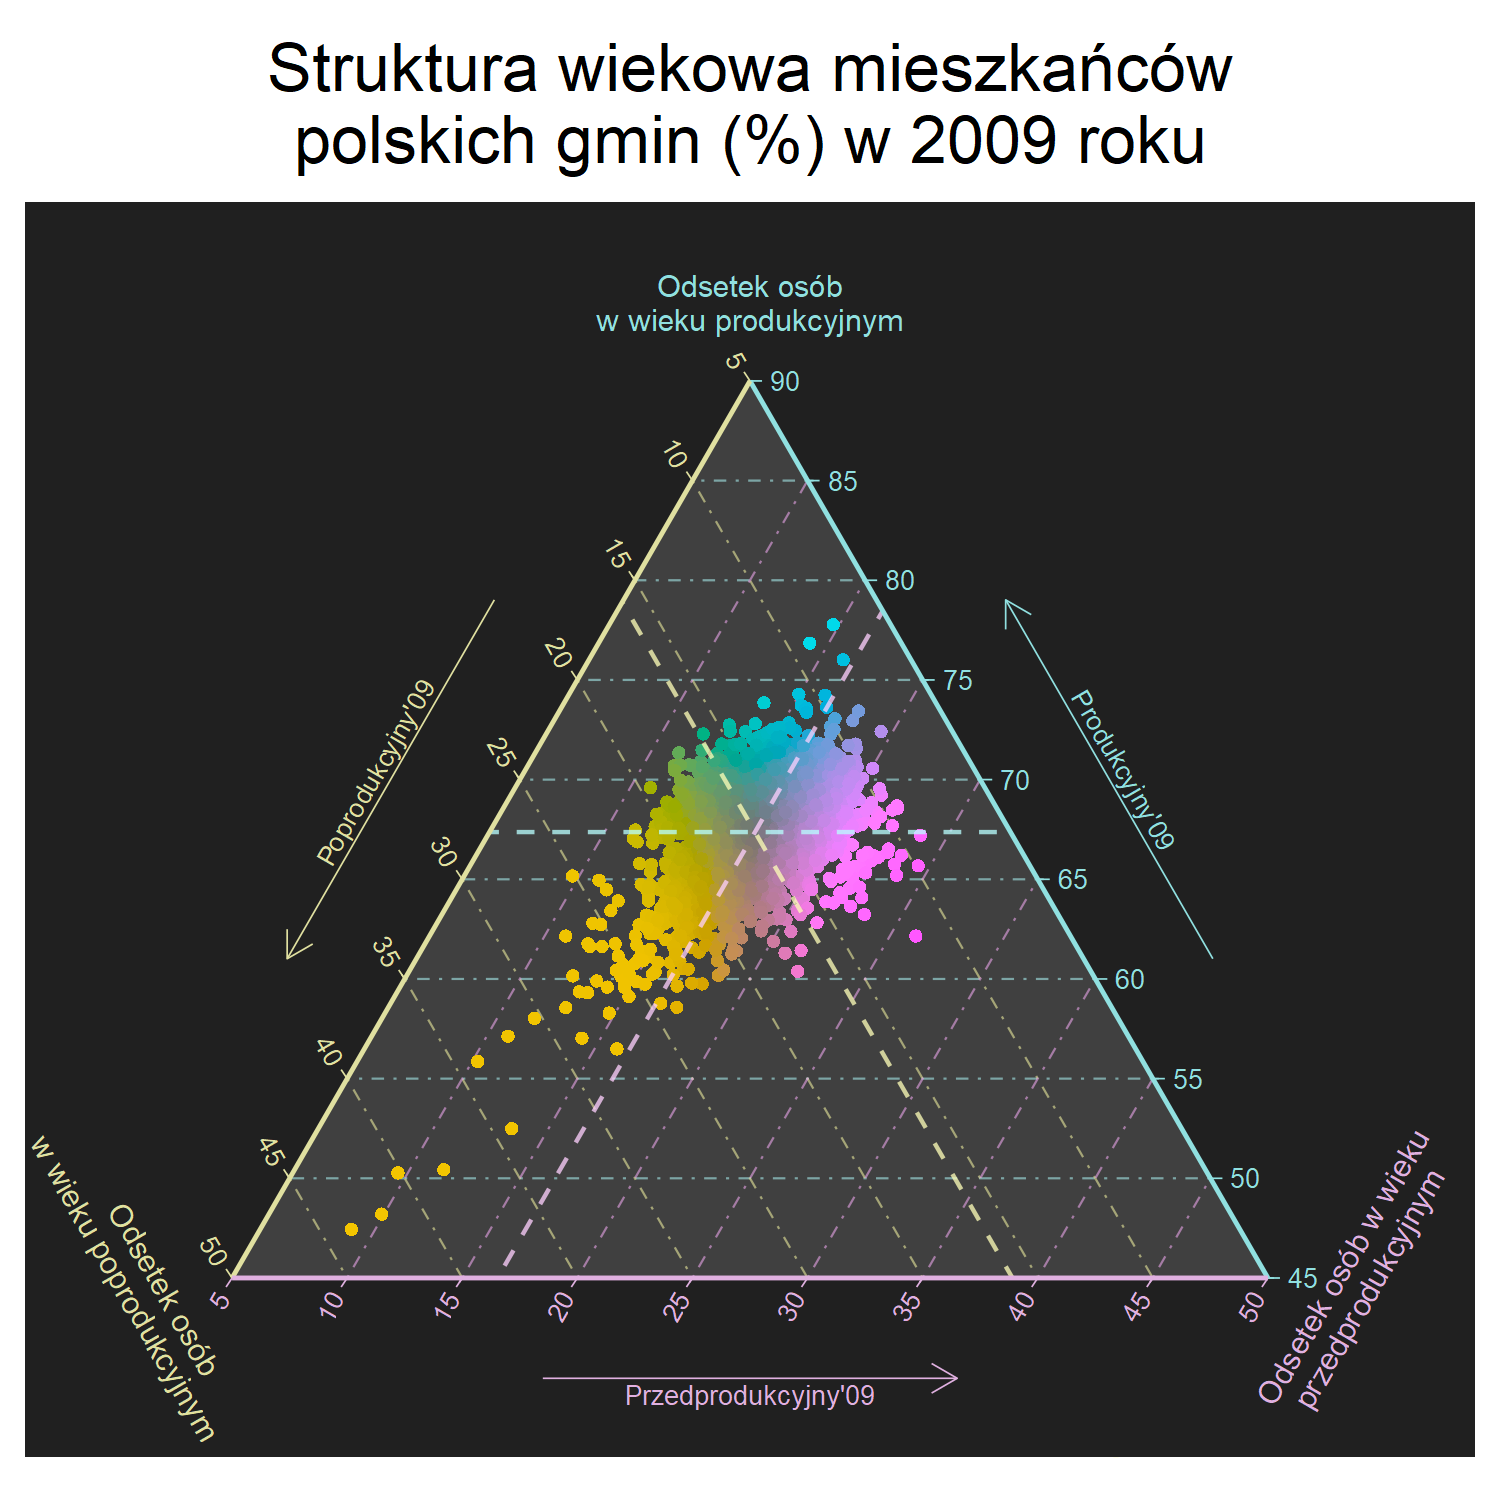 Struktura wiekowa mieszkańców
polskich gmin (%) w 2009 roku
Odsetek osób
w wieku produkcyjnym
5
10
15
20
25
30
35
40
45
50
90
85
80
75
70
65
60
55
50
45
Poprodukcyjny'09
Produkcyjny'09
Odsetek osób
w wieku poprodukcyjnym
Odsetek osób w wieku
przedprodukcyjnym
5
10
15
20
25
30
35
40
45
50
Przedprodukcyjny'09